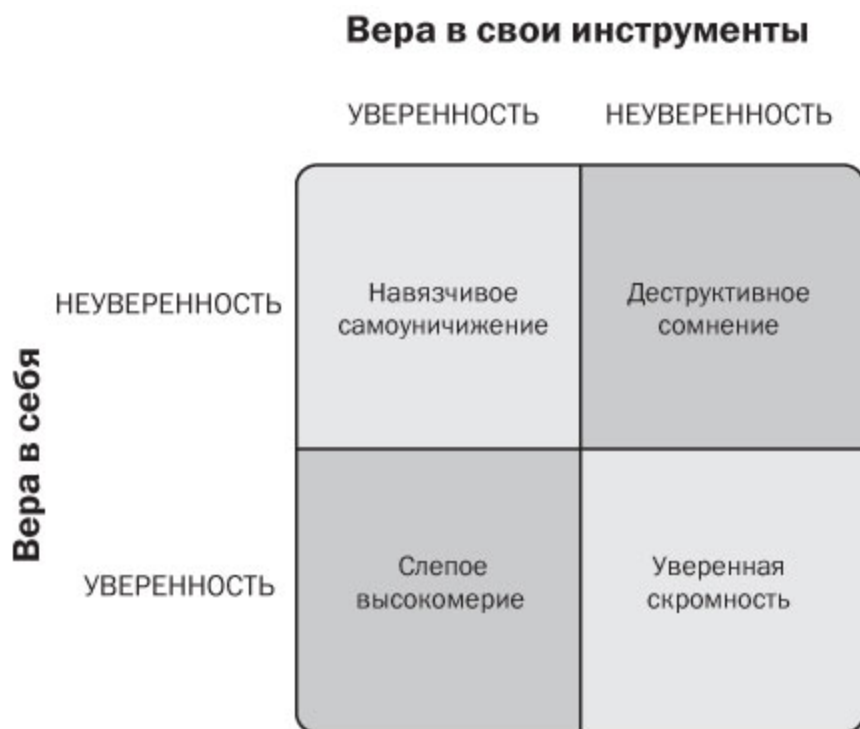 Вера в свои инструменты
УВЕРЕННОСТЬ НЕУВЕРЕННОСТЬ
Вера в себя
НЕУВЕРЕННОСТЬ
Навязчивое
самоуничижение
Деструктивное
сомнение
УВЕРЕННОСТЬ
Слепое
высокомерие
Уверенная
скромность